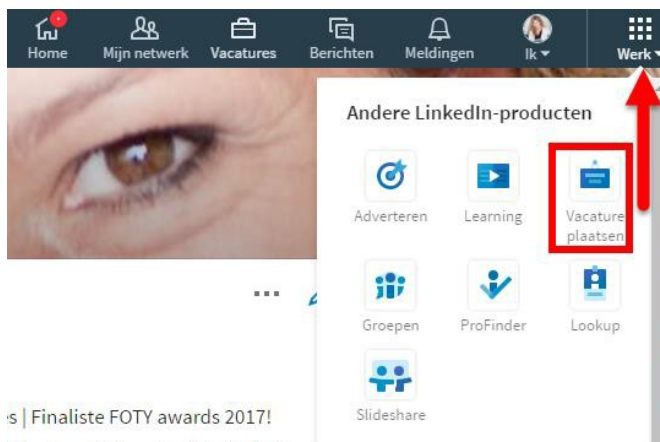 Home Mijn netwerk Vacatures Berichten Meldingen Ik Werk
Andere LinkedIn-producten
Adverteren Learning Vacature
plaatsen
Groepen ProFinder Lookup
Slideshare
| Finaliste FOTY awards 2017!